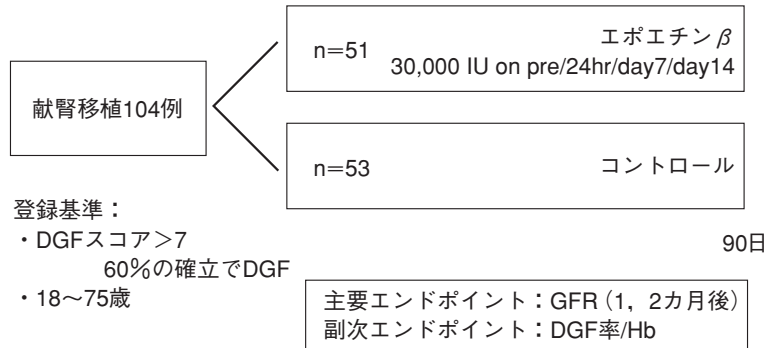 献腎移植104例
n=51
エポエチンβ
30,000 IU on pre/24hr/day7/day14
n=53
コントロール
登録基準：
・DGFスコア＞7
60％の確立でDGF
・18〜75歳
90日
主要エンドポイント：GFR（1，2カ月後）
副次エンドポイント：DGF率/Hb